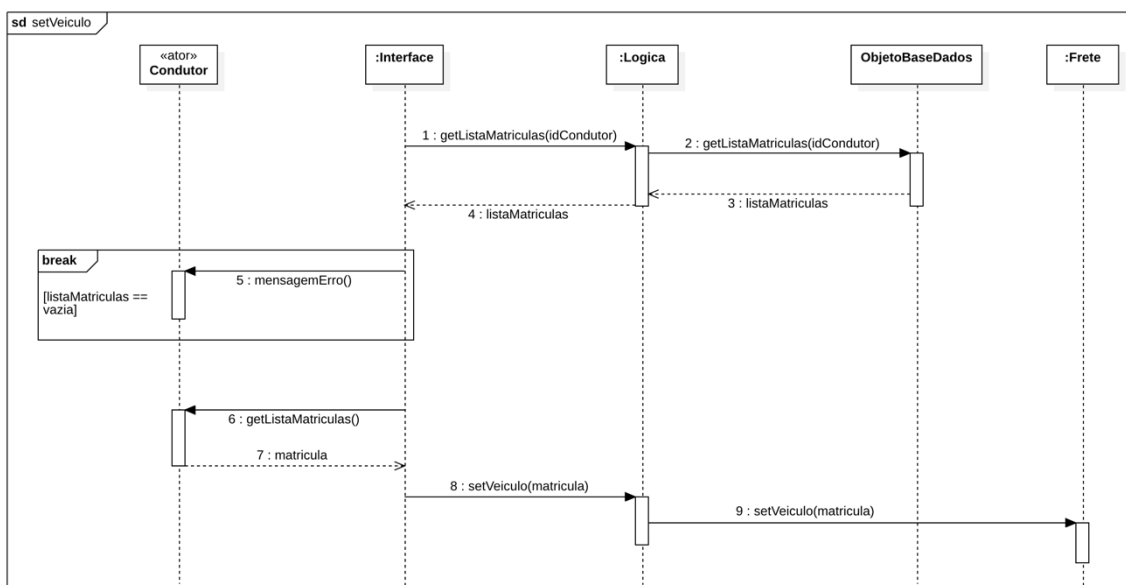 sd setVeiculo
«ator»
Condutor
:Interface
:Logica
ObjetoBaseDados
:Frete
1 : getListaMatriculas(idCondutor)
2 : getListaMatriculas(idCondutor)
3 : listaMatriculas
4 : listaMatriculas
break
5 : mensagemErro()
[listaMatriculas ==
vazia]
6 : getListaMatriculas()
7 : matricula
8 : setVeiculo(matricula)
9 : setVeiculo(matricula)